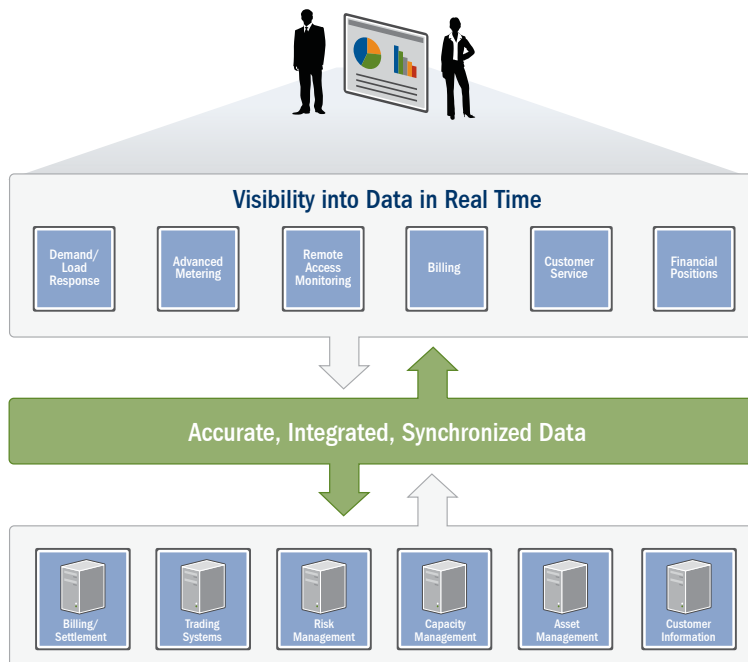 Visibility into Data in Real Time
Demand/
Load
Response
Advanced
Metering
Remote
Access
Monitoring
Billing
Customer
Service
Financial
Positions
Accurate, Integrated, Synchronized Data
Billing/
Settlement
Trading
Systems
Risk
Management
Capacity
Management
Asset
Management
Customer
Information